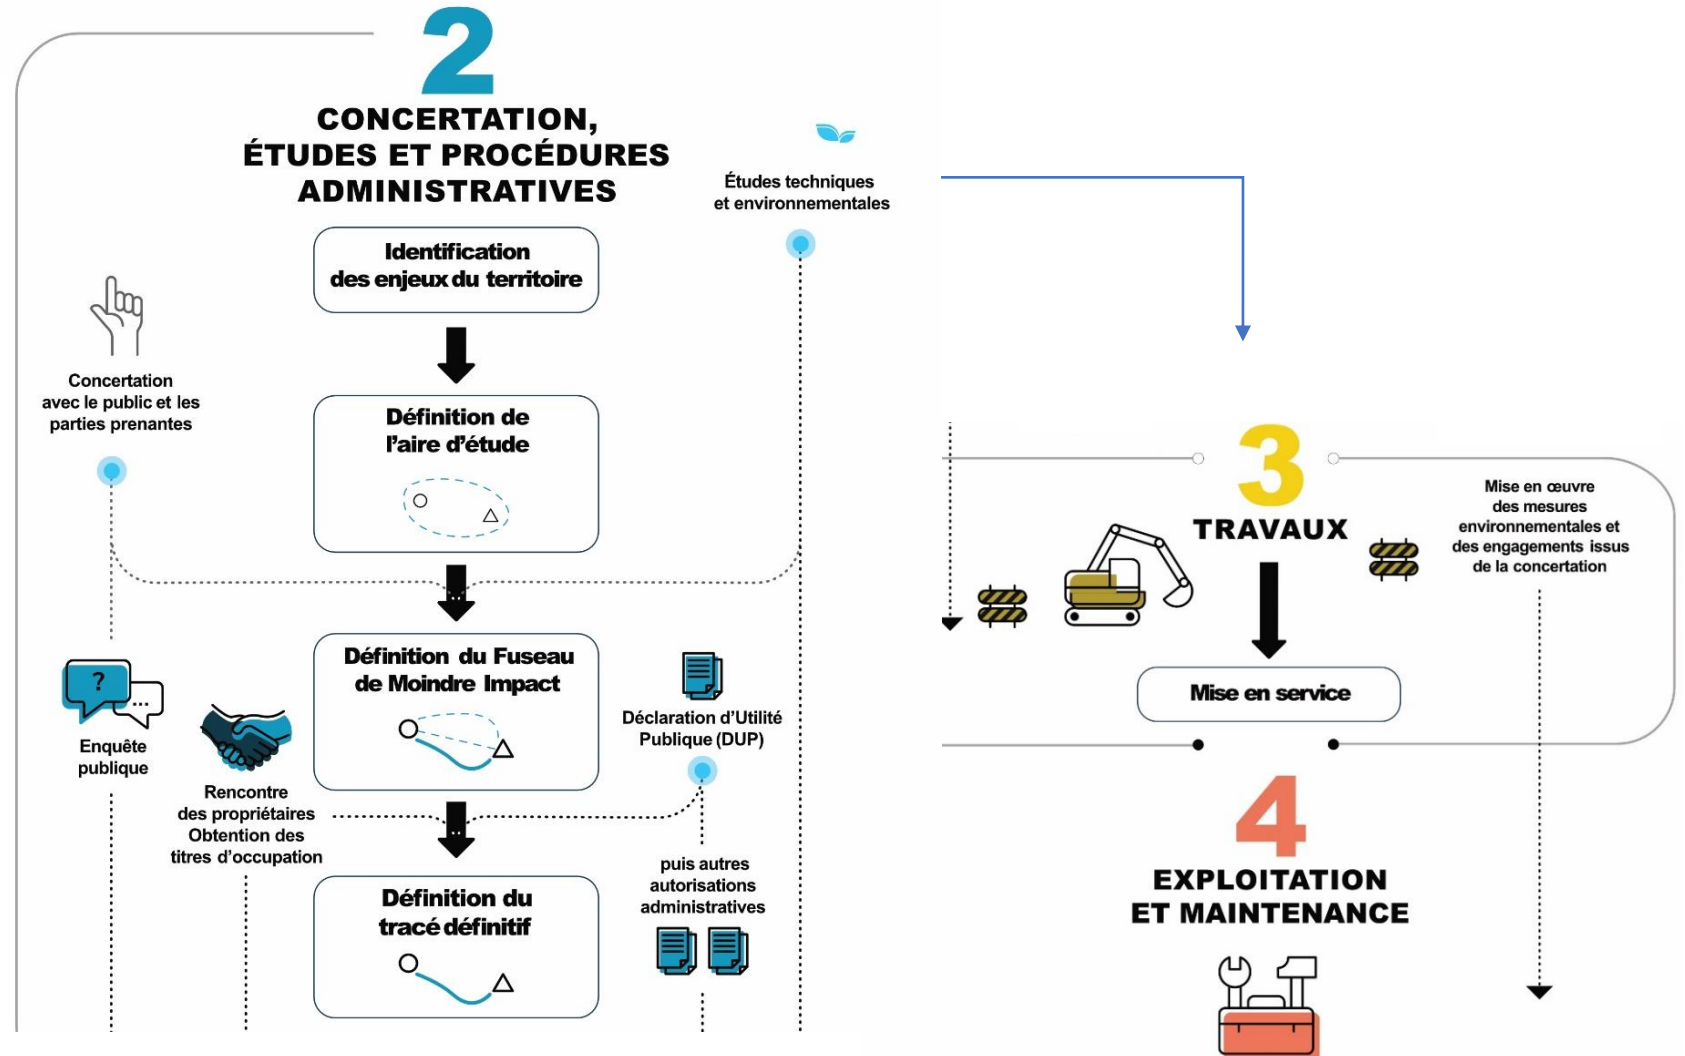 2
CONCERTATION,
ÉTUDES ET PROCÉDURES
ADMINISTRATIVES
Études techniques
et environnementales
Identification
des enjeux du territoire
Concertation
avec le public et les
parties prenantes
Définition de
l'aire d'étude
Définition du Fuseau
de Moindre Impact
?
...
Enquête
publique
Déclaration d'Utilité
Publique (DUP)
Rencontre
des propriétaires
Obtention des
titres d'occupation
puis autres
autorisations
administratives
Définition du
tracé définitif
3
TRAVAUX
Mise en œuvre
des mesures
environnementales et
des engagements issus
de la concertation
Mise en service
4
EXPLOITATION
ET MAINTENANCE